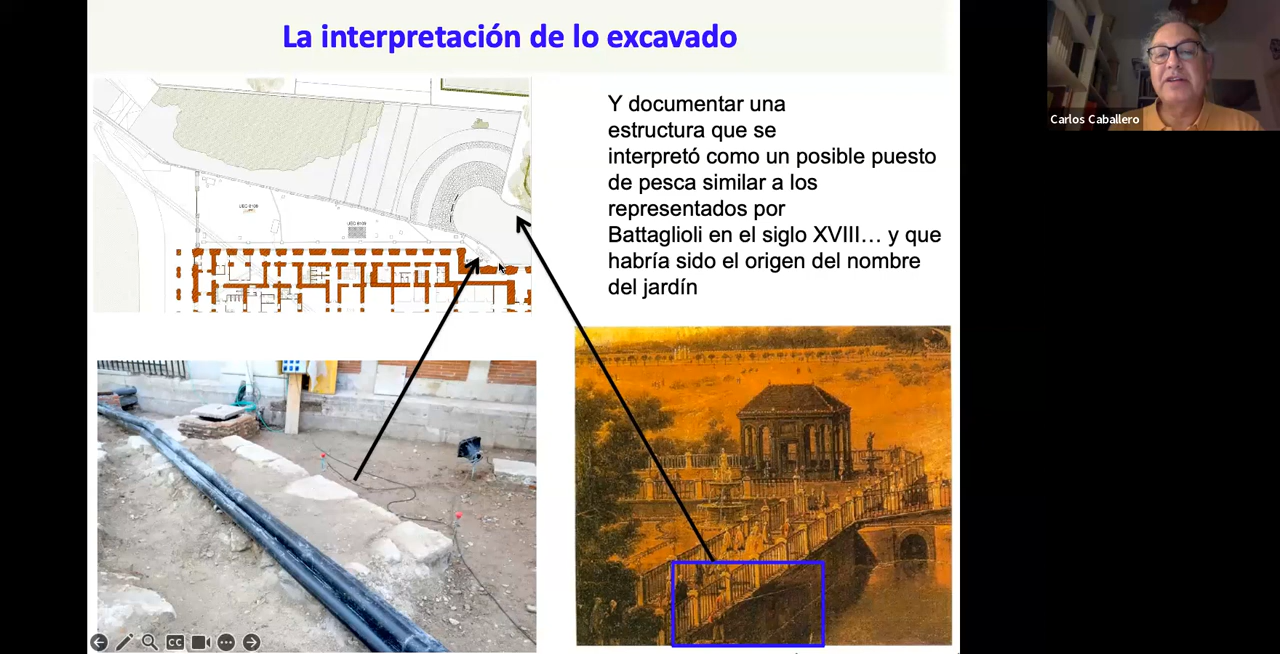 La interpretación de lo excavado
Y documentar una
estructura que se
interpretó como un posible puesto
de pesca similar a los
representados por
Battaglioli en el siglo XVIII… y que
habría sido el origen del nombre
del jardín
Carlos Caballero
CC